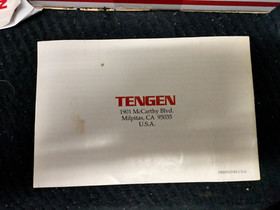 TENGEN
1901 McCarthy Blvd.
Milpitas, CA 95035
U.S.A.